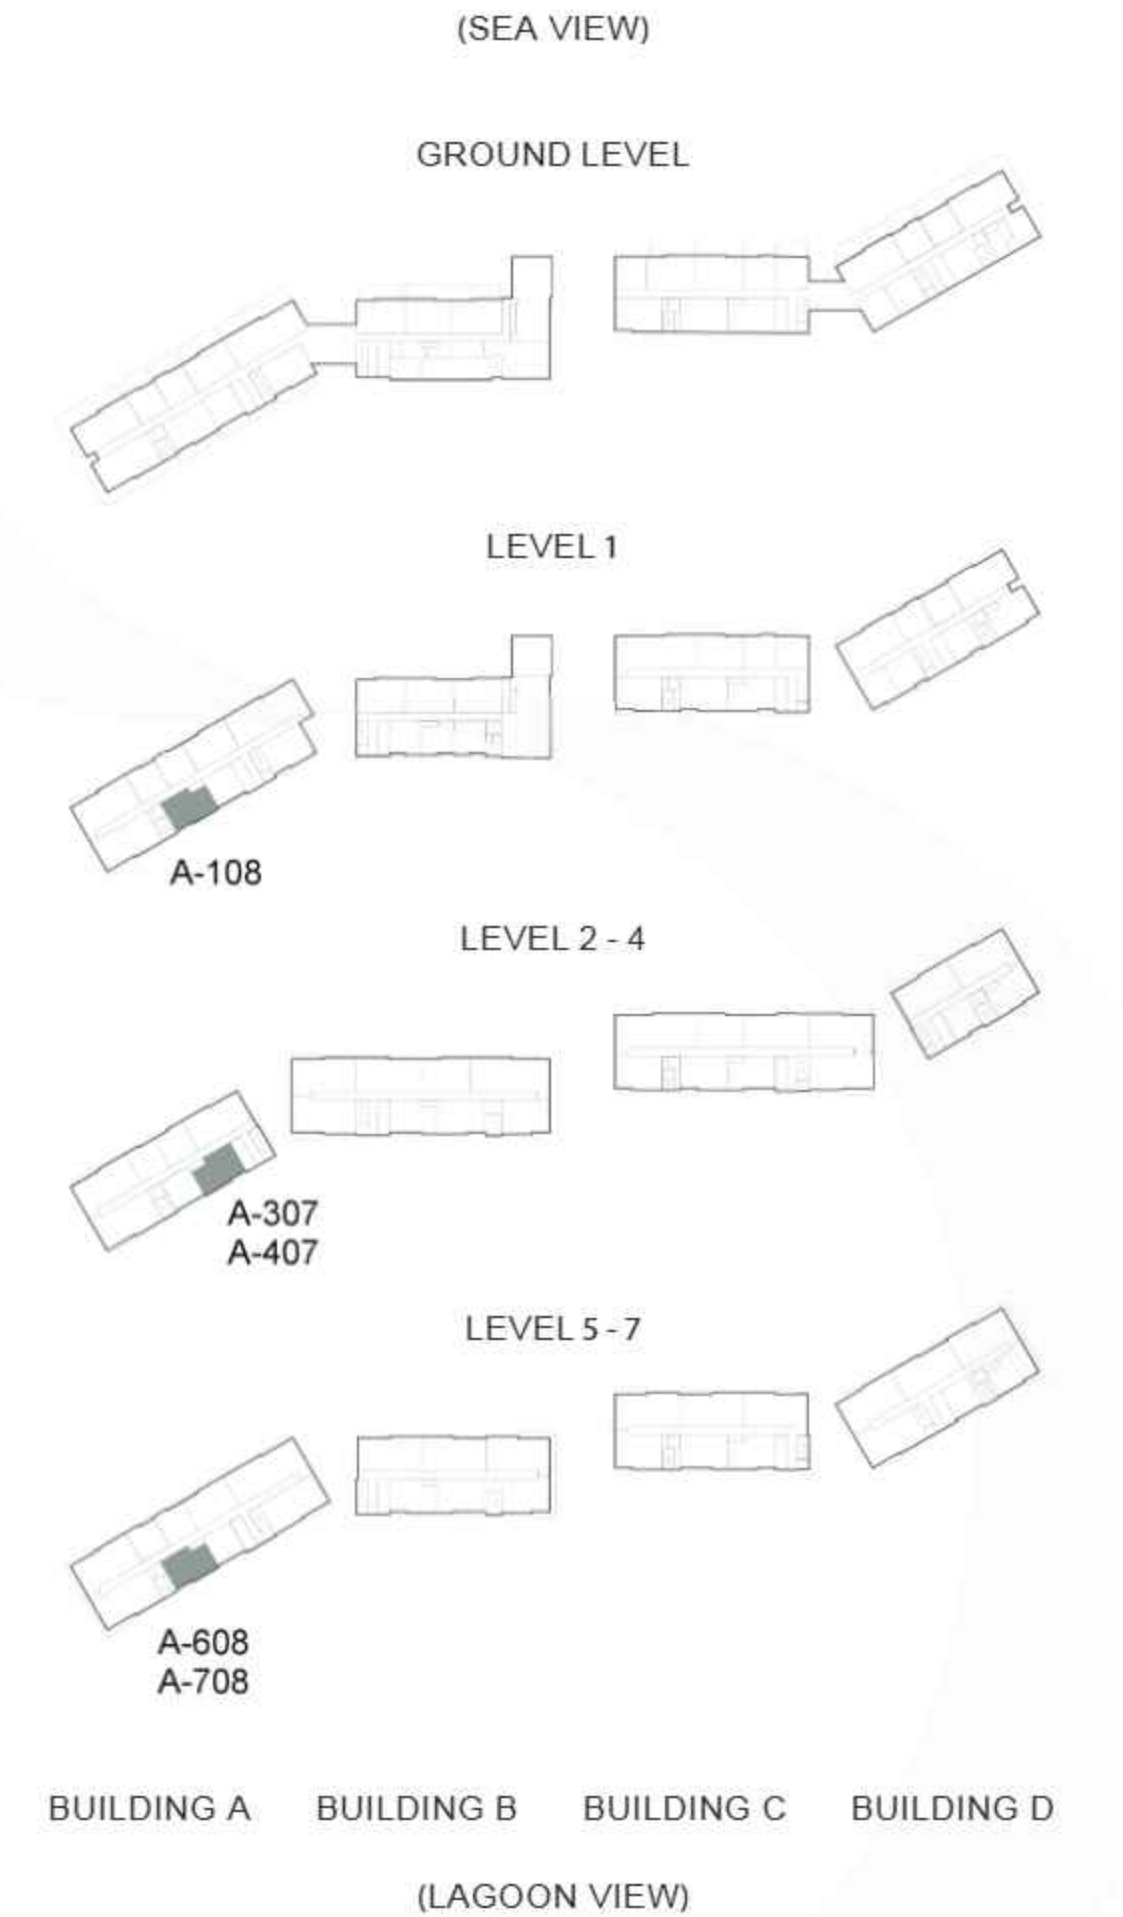 (SEA VIEW)
GROUND LEVEL
LEVEL 1
A-108
LEVEL 2 - 4
A-307
A-407
LEVEL 5 - 7
A-608
A-708
BUILDING A BUILDING B BUILDING C BUILDING D
(LAGOON VIEW)